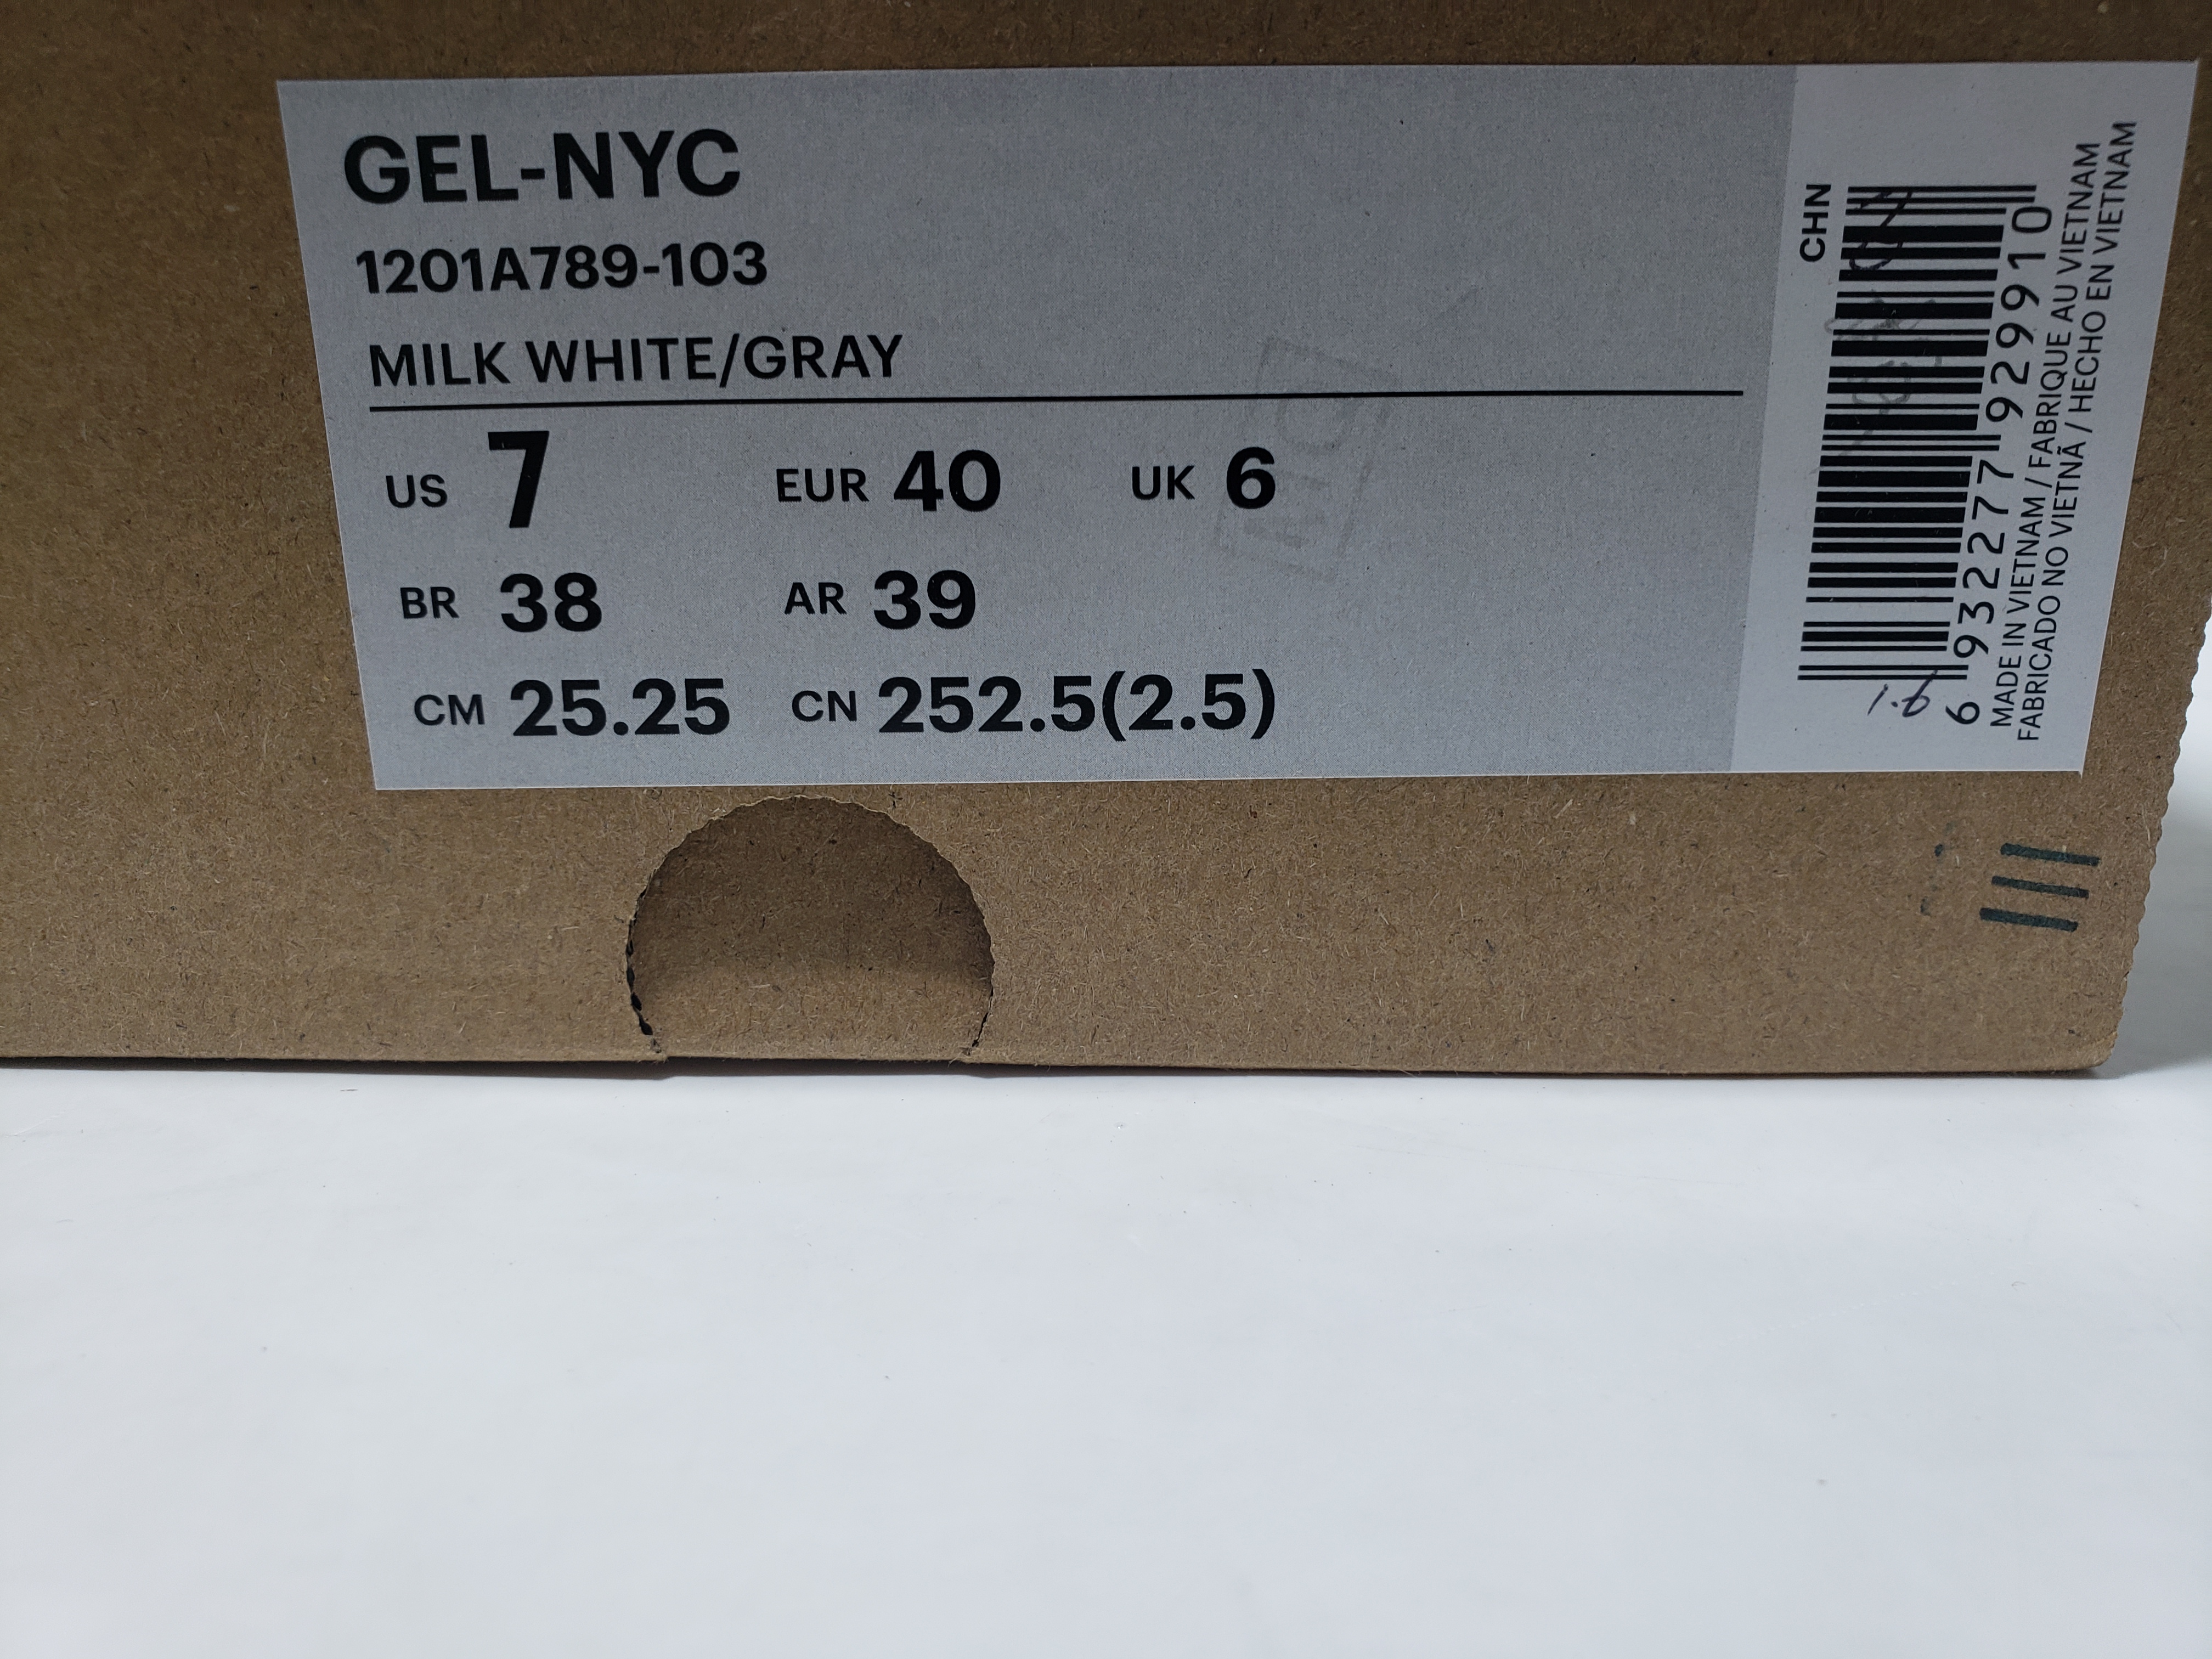 GEL-NYC
1201A789-103
MILK WHITE/GRAY
US 7 EUR 40 UK 6
BR 38 AR 39
CM 25.25 CN 252.5(2.5)
CHN
6 932277 929910
MADE IN VIETNAM / FABRIQUE AU VIETNAM
FABRICADO NO VIETNÃ / HECHO EN VIETNAM